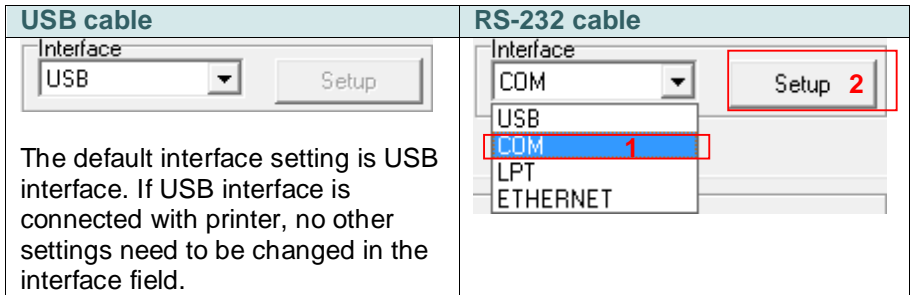 USB cable
Interface
USB
Setup
The default interface setting is USB
interface. If USB interface is
connected with printer, no other
settings need to be changed in the
interface field.
RS-232 cable
Interface
COM
Setup 2
USB
COM 1
LPT
ETHERNET